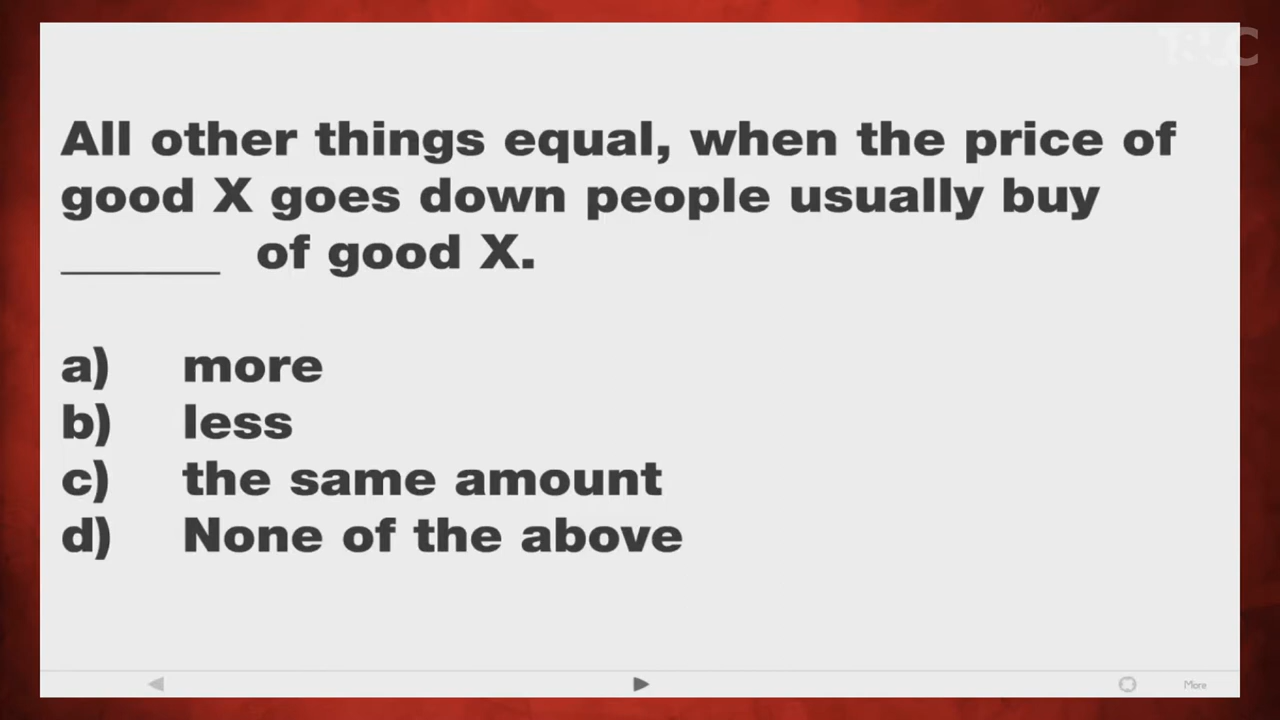 All other things equal, when the price of
good X goes down people usually buy
_______ of good X.
a) more
b) less
c) the same amount
d) None of the above
More